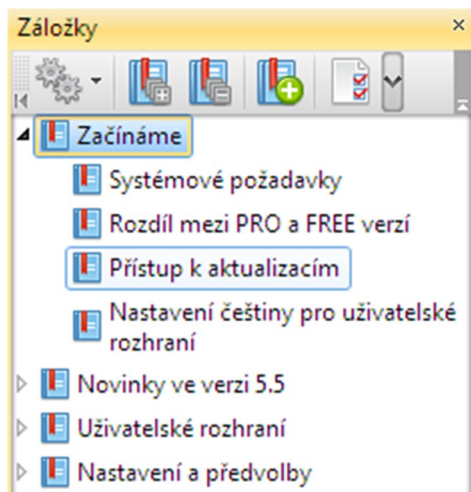 Záložky
Začínáme
Systémové požadavky
Rozdíl mezi PRO a FREE verzí
Přístup k aktualizacím
Nastavení češtiny pro uživatelské
rozhraní
Novinky ve verzi 5.5
Uživatelské rozhraní
Nastavení a předvolby